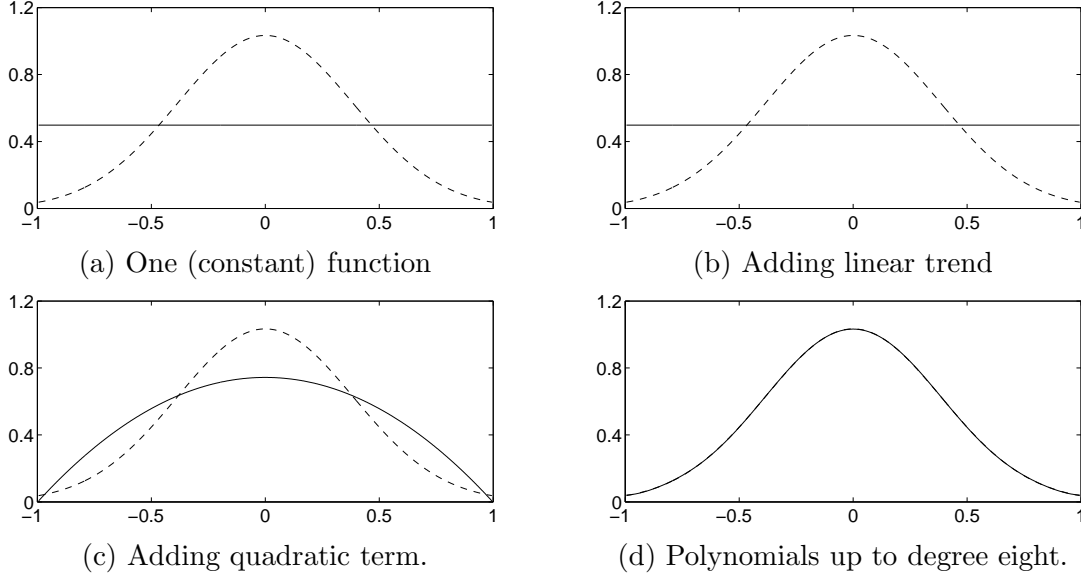 1.2 1.2
0.8 0.8
0.4 0.4
0 0
−1 −0.5 0 0.5 1 −1 −0.5 0 0.5 1
(a) One (constant) function (b) Adding linear trend
1.2 1.2
0.8 0.8
0.4 0.4
0 0
−1 −0.5 0 0.5 1 −1 −0.5 0 0.5 1
(c) Adding quadratic term. (d) Polynomials up to degree eight.